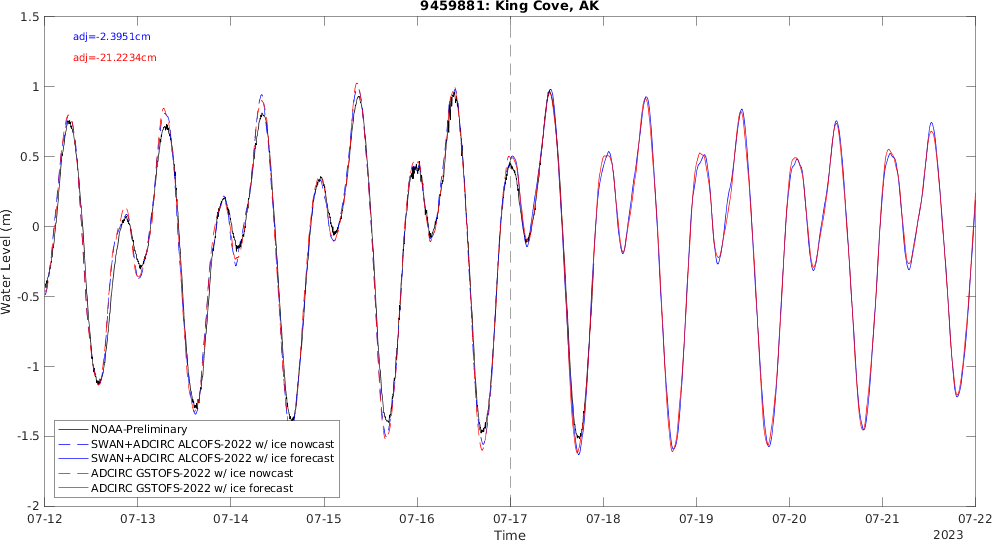 9459881: King Cove, AK
1.5
adj=-2.3951cm
adj=-21.2234cm
1
0.5
0
-0.5
-1
-1.5
-2
Water Level (m)
NOAA-Preliminary
SWAN+ADCIRC ALCOFS-2022 w/ ice nowcast
SWAN+ADCIRC ALCOFS-2022 w/ ice forecast
ADCIRC GSTOFS-2022 w/ ice nowcast
ADCIRC GSTOFS-2022 w/ ice forecast
07-12 07-13 07-14 07-15 07-16 07-17 07-18 07-19 07-20 07-21 07-22
Time
2023